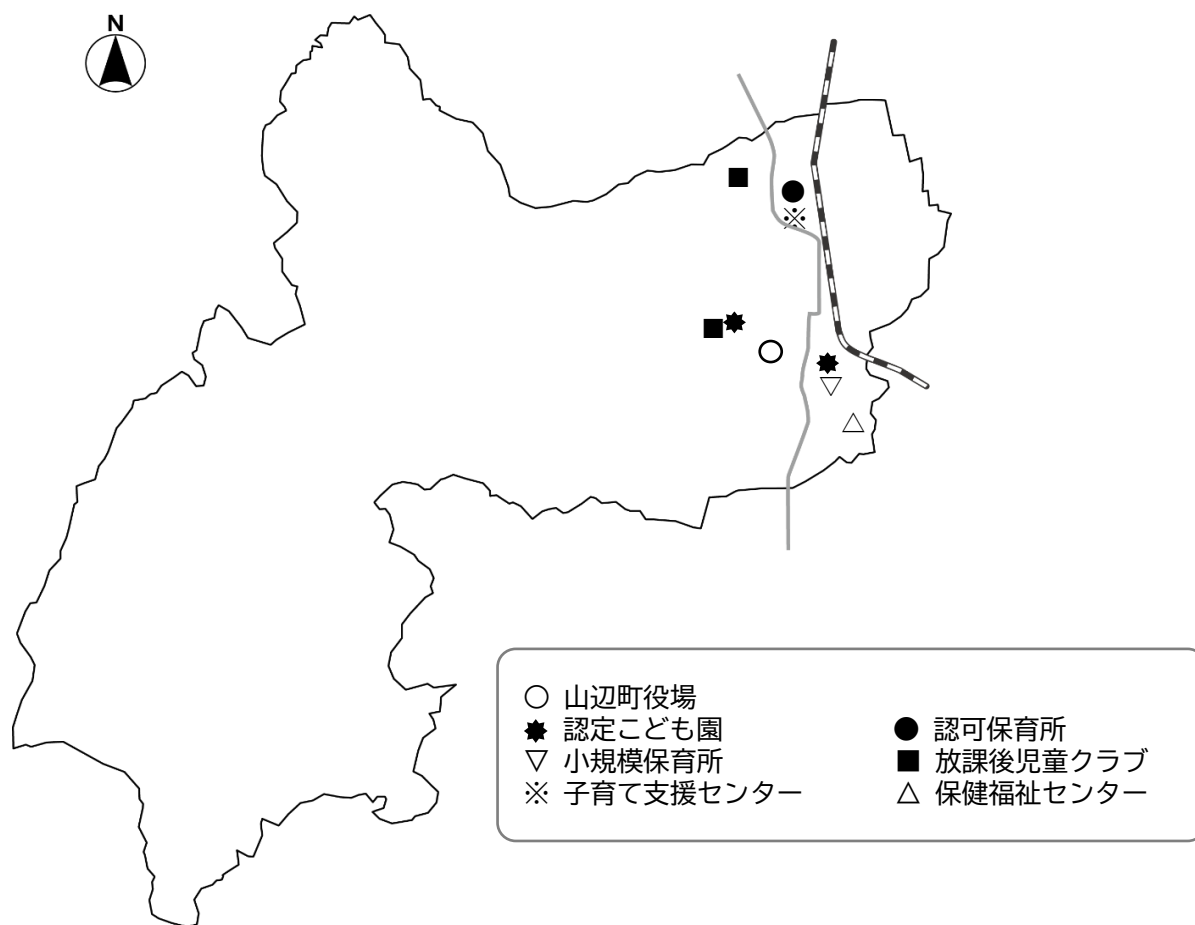 N
○ 山辺町役場
認定こども園
● 認可保育所
▽ 小規模保育所
■ 放課後児童クラブ
※ 子育て支援センター
△ 保健福祉センター